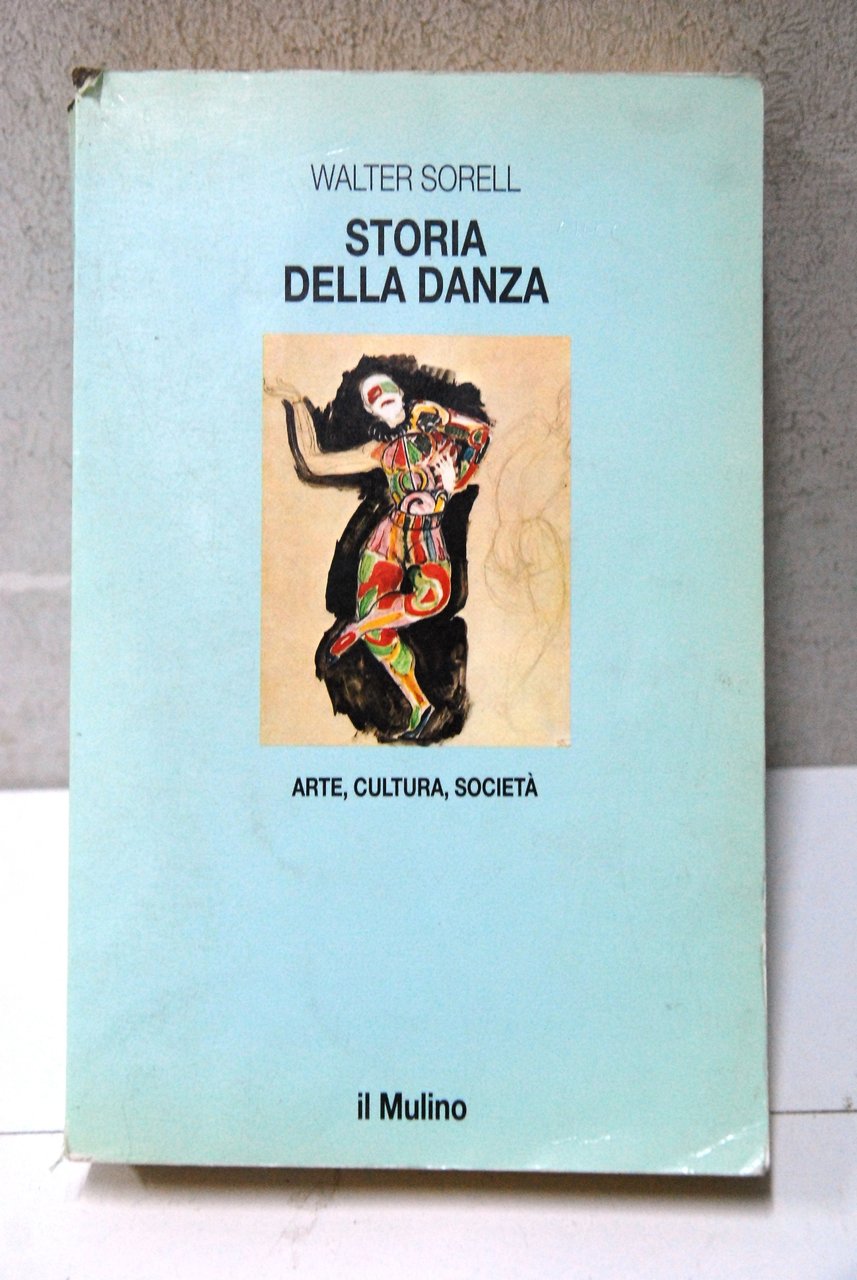 WALTER SORELL
STORIA
DELLA DANZA
ARTE, CULTURA, SOCIETÀ
il Mulino